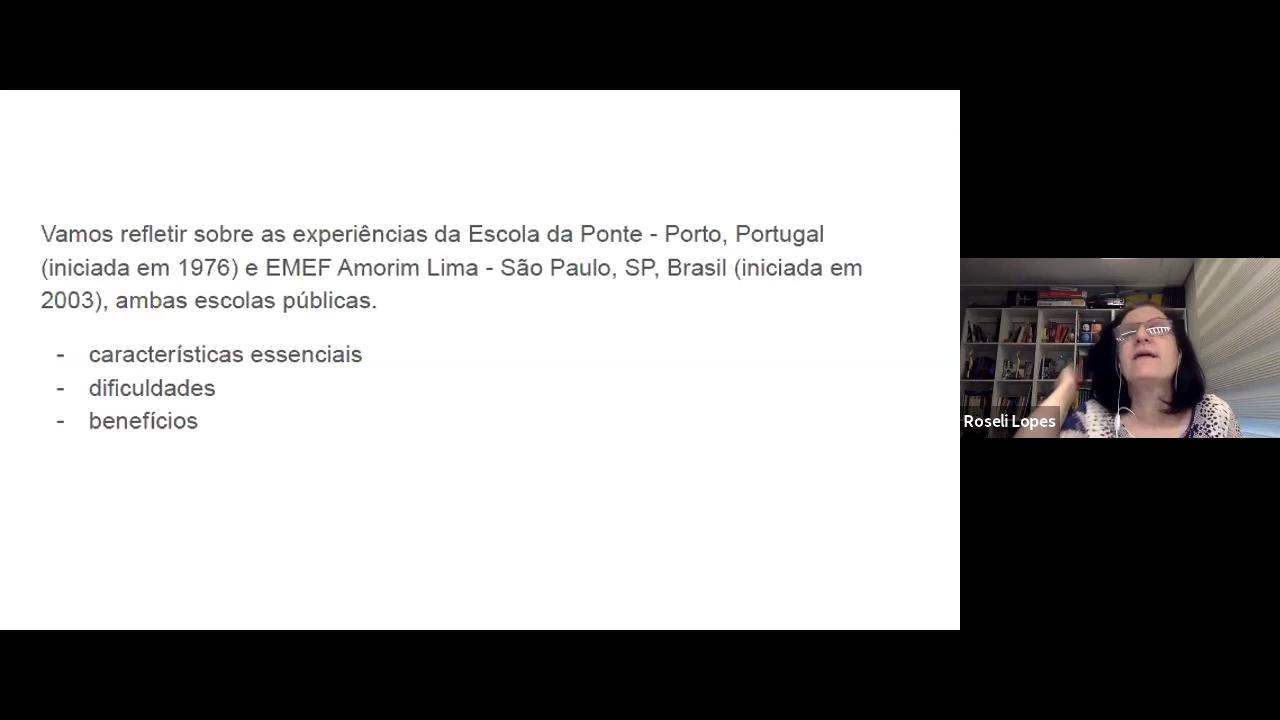 Vamos refletir sobre as experiências da Escola da Ponte - Porto, Portugal
(iniciada em 1976) e EMEF Amorim Lima - São Paulo, SP, Brasil (iniciada em
2003), ambas escolas públicas.
- características essenciais
- dificuldades
- benefícios
Roseli Lopes